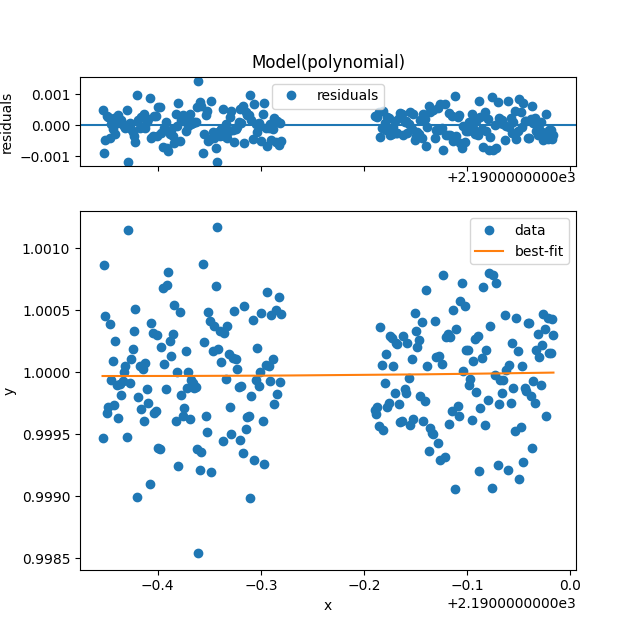 Model(polynomial)
residuals
0.001
0.000
−0.001
residuals
+2.1900000000e3
y
1.0010
1.0005
1.0000
0.9995
0.9990
0.9985
data
best-fit
−0.4
−0.3
−0.2
−0.1
0.0
x
+2.1900000000e3